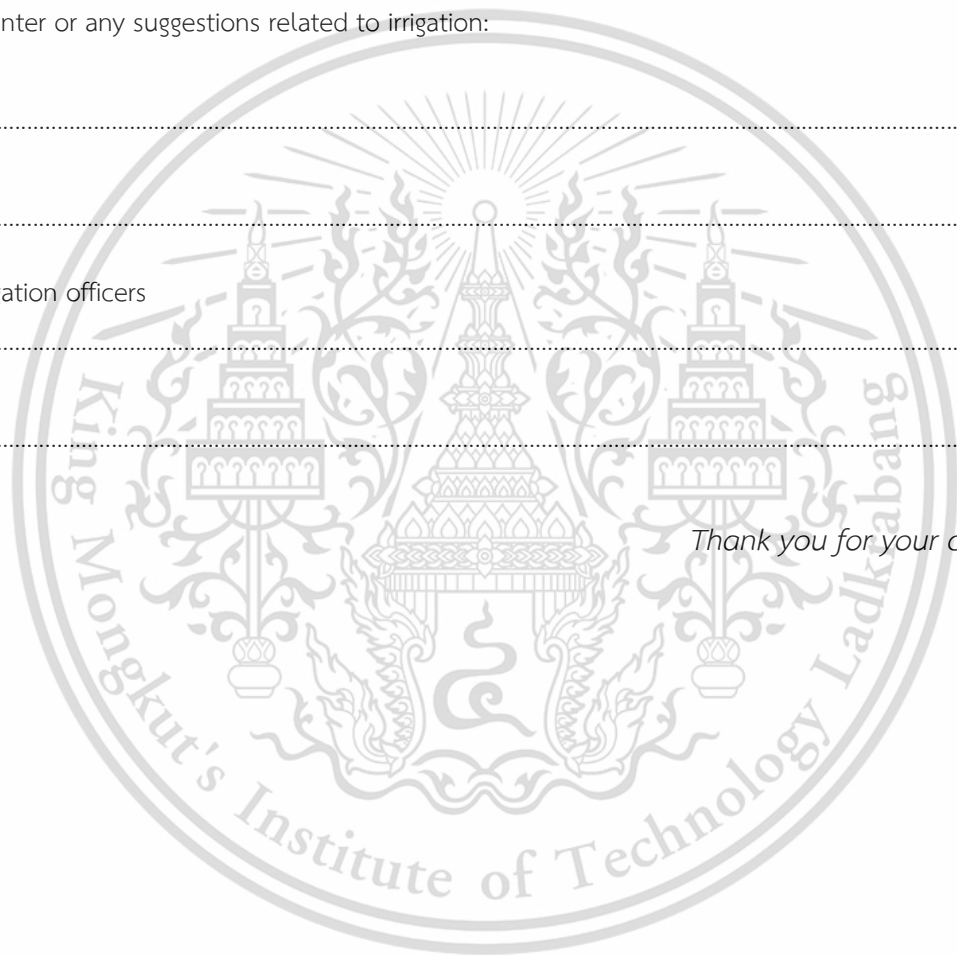 nter or any suggestions related to irrigation:
ation officers
Thank you for your c
King Mongkut's Institute of Technology Ladkrabang